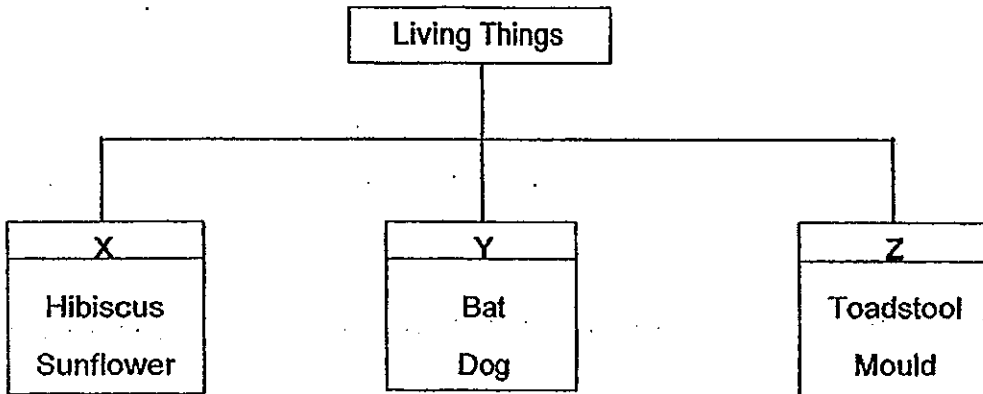 Living Things
X
Hibiscus
Sunflower
Y
Bat
Dog
Z
Toadstool
Mould